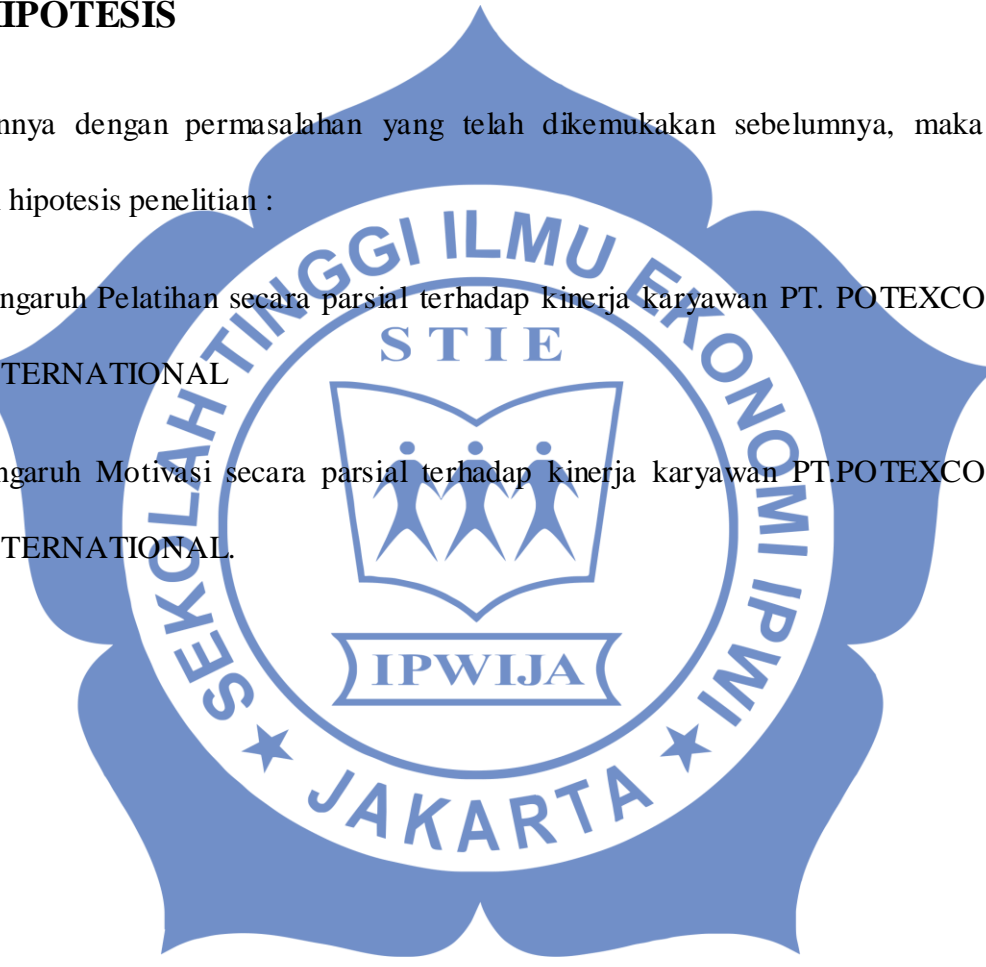 HIPOTESIS
nnya dengan permasalahan yang telah dikemukakan sebelumnya, maka
hipotesis penelitian :
ngaruh Pelatihan secara parsial terhadap kinerja karyawan PT. POTEXCO
TERNATIONAL
ngaruh Motivasi secara parsial terhadap kinerja karyawan PT.POTEXCO
TERNATIONAL.
SEKOLAH TINGGI ILMU EKONOMI IPWI
JAKARTA
STIE
IPWIJA